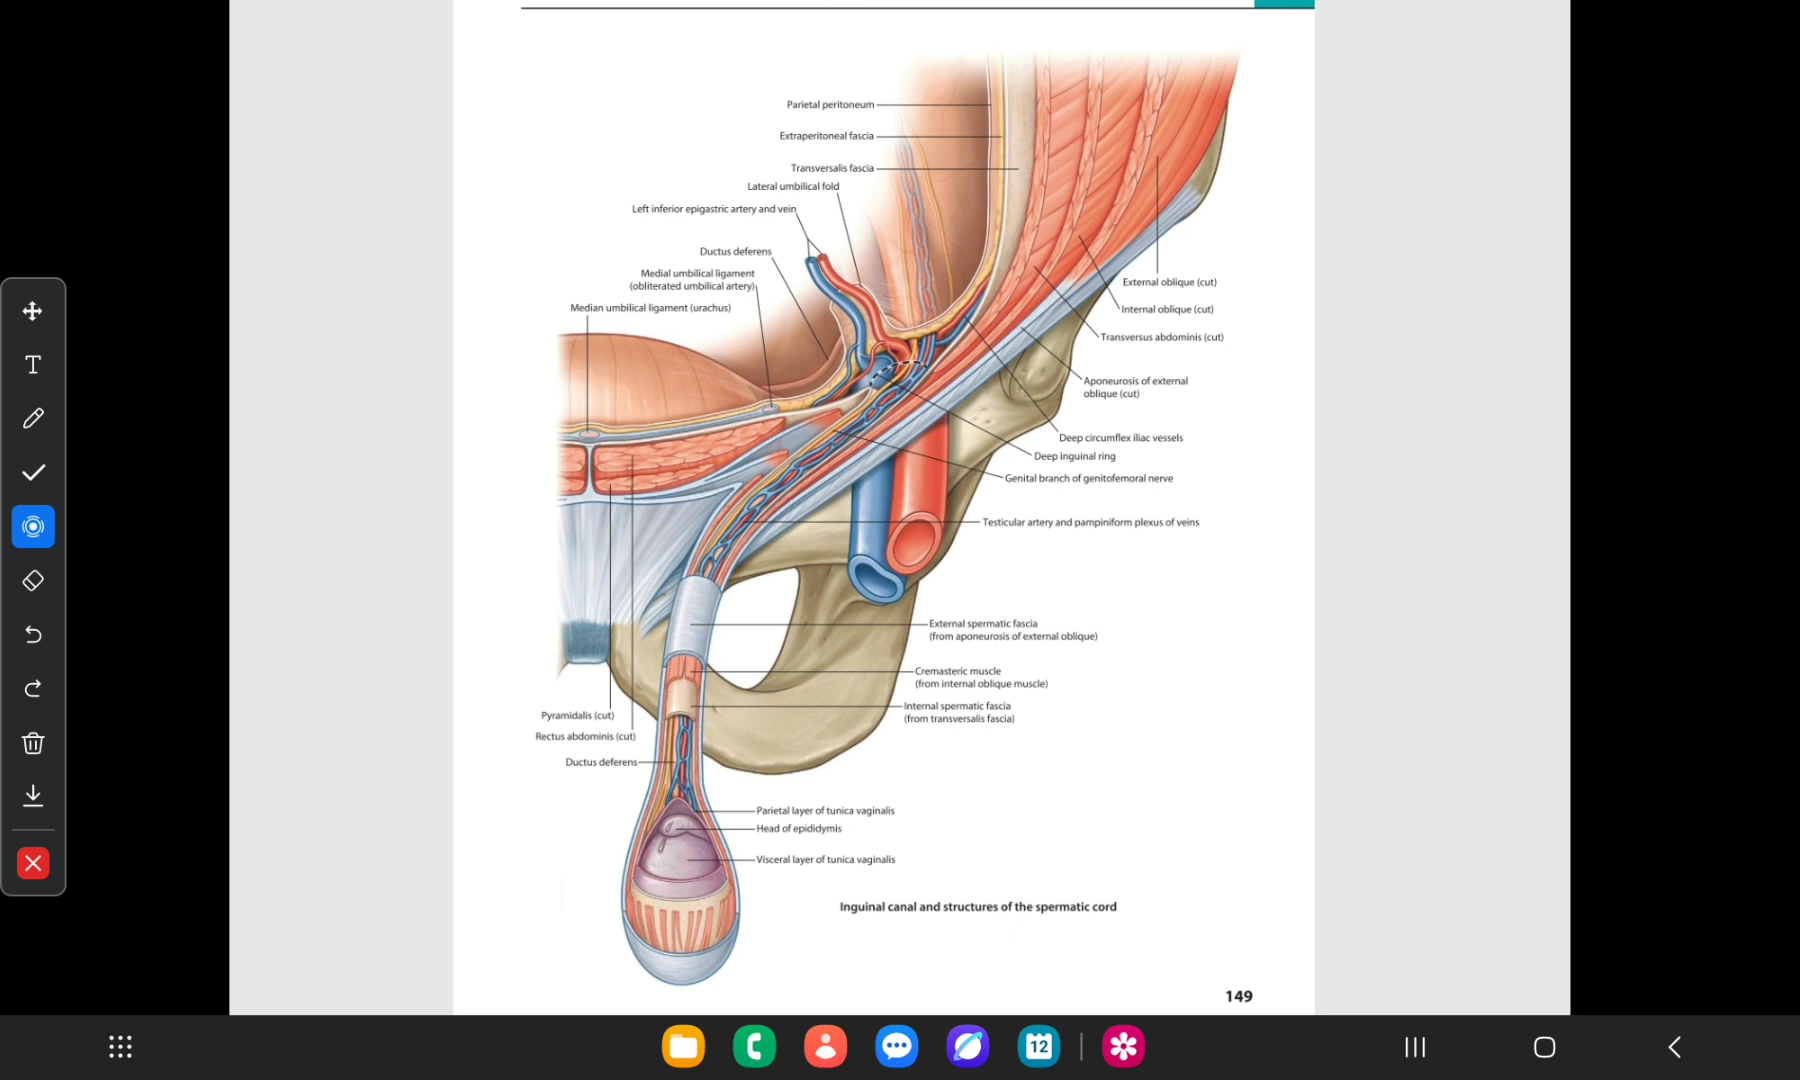 Parietal peritoneum
Extraperitoneal fascia
Transversalis fascia
Lateral umbilical fold
Left inferior epigastric artery and vein
Ductus deferens
Medial umbilical ligament
(obliterated umbilical artery)
Median umbilical ligament (urachus)
External oblique (cut)
Internal oblique (cut)
Transversus abdominis (cut)
Aponeurosis of external
oblique (cut)
Deep circumflex iliac vessels
Deep inguinal ring
Genital branch of genitofemoral nerve
Testicular artery and pampiniform plexus of veins
External spermatic fascia
(from aponeurosis of external oblique)
Cremasteric muscle
(from internal oblique muscle)
Internal spermatic fascia
(from transversalis fascia)
Pyramidalis (cut)
Rectus abdominis (cut)
Ductus deferens
Parietal layer of tunica vaginalis
Head of epididymis
Visceral layer of tunica vaginalis
Inguinal canal and structures of the spermatic cord
149
T
12